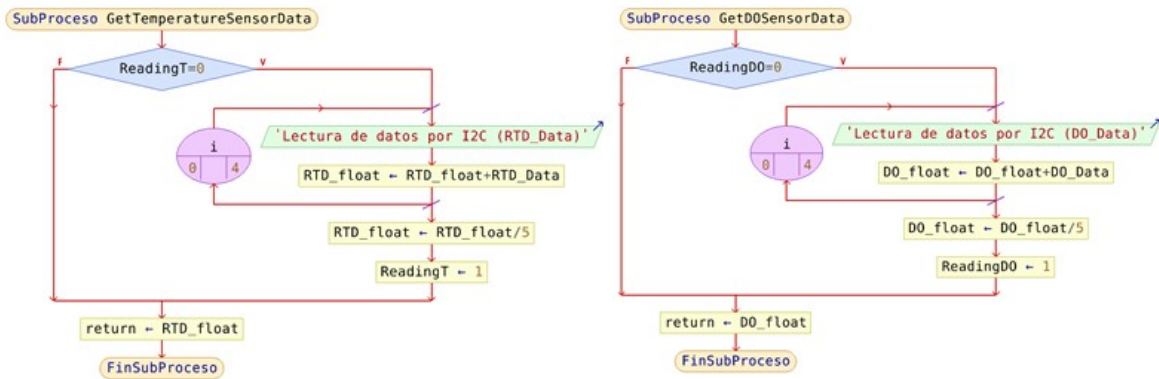 SubProceso GetTemperatureSensorData
F
ReadingT=0
V
i
0
4
'Lectura de datos por I2C (RTD_Data)'
RTD_float ← RTD_float+RTD_Data
RTD_float ← RTD_float/5
ReadingT ← 1
return ← RTD_float
FinSubProceso
SubProceso GetDOSensorData
F
ReadingDO=0
V
i
0
4
'Lectura de datos por I2C (DO_Data)'
DO_float ← DO_float+DO_Data
DO_float ← DO_float/5
ReadingDO ← 1
return ← DO_float
FinSubProceso